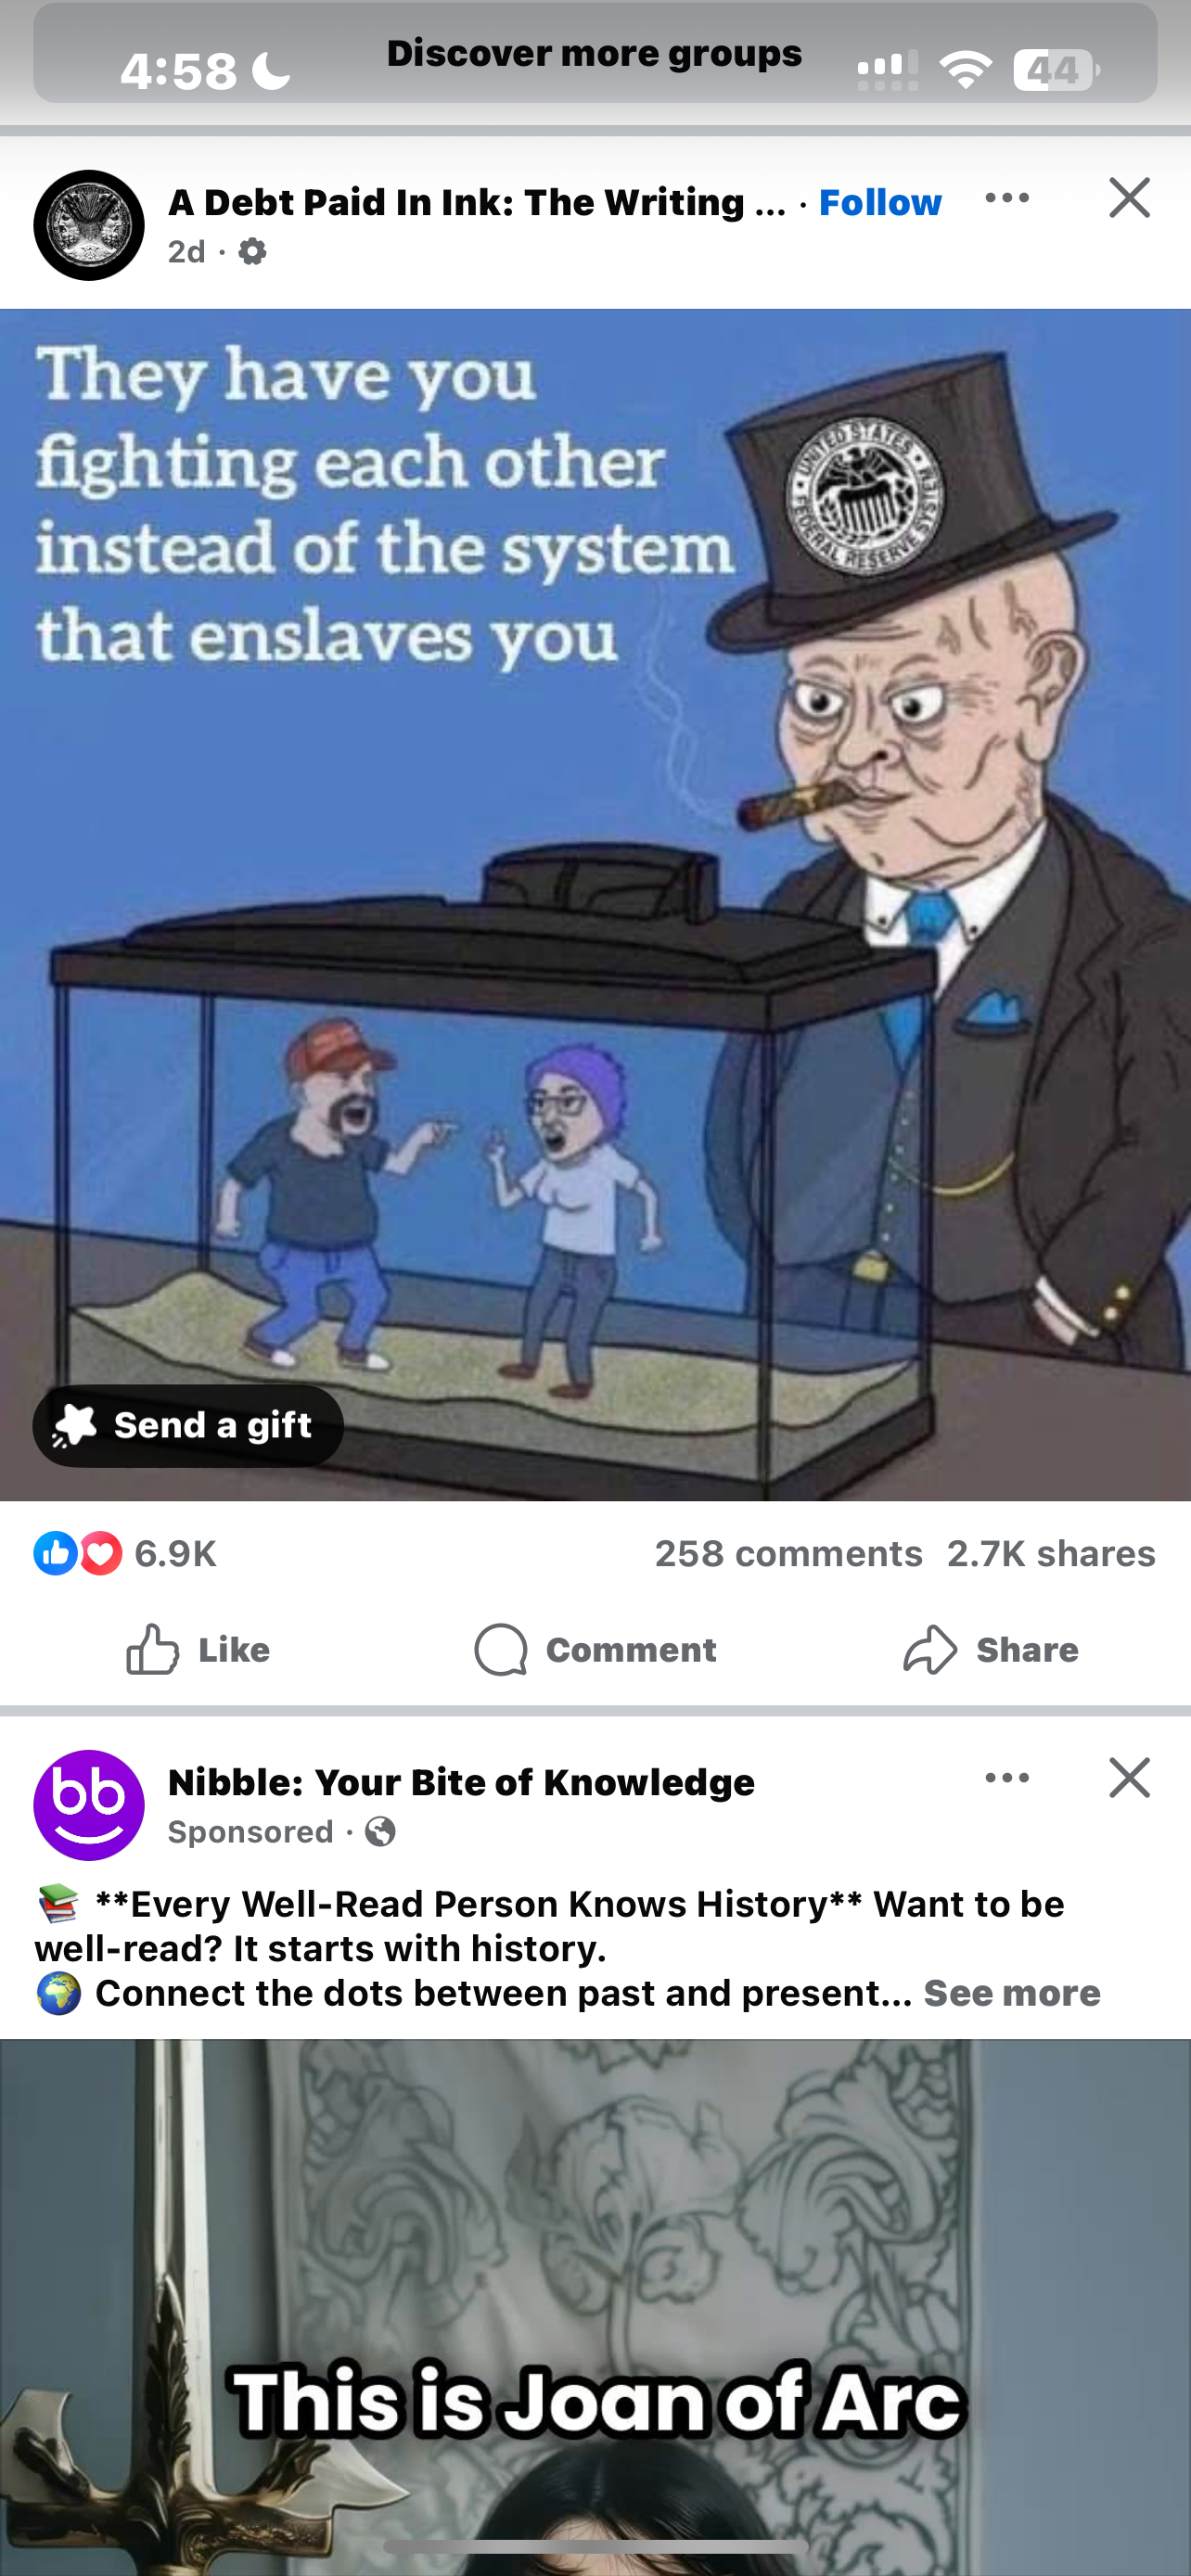 4:58
Discover more groups
44
A Debt Paid In Ink: The Writing ... · Follow
2d ·
They have you
fighting each other
instead of the system
that enslaves you
UNITED STATES
FEDERAL RESERVE SYSTEM
Send a gift
6.9K
258 comments 2.7K shares
Like
Comment
Share
bb
Nibble: Your Bite of Knowledge
Sponsored ·
**Every Well-Read Person Knows History** Want to be
well-read? It starts with history.
Connect the dots between past and present... See more
This is Joan of Arc